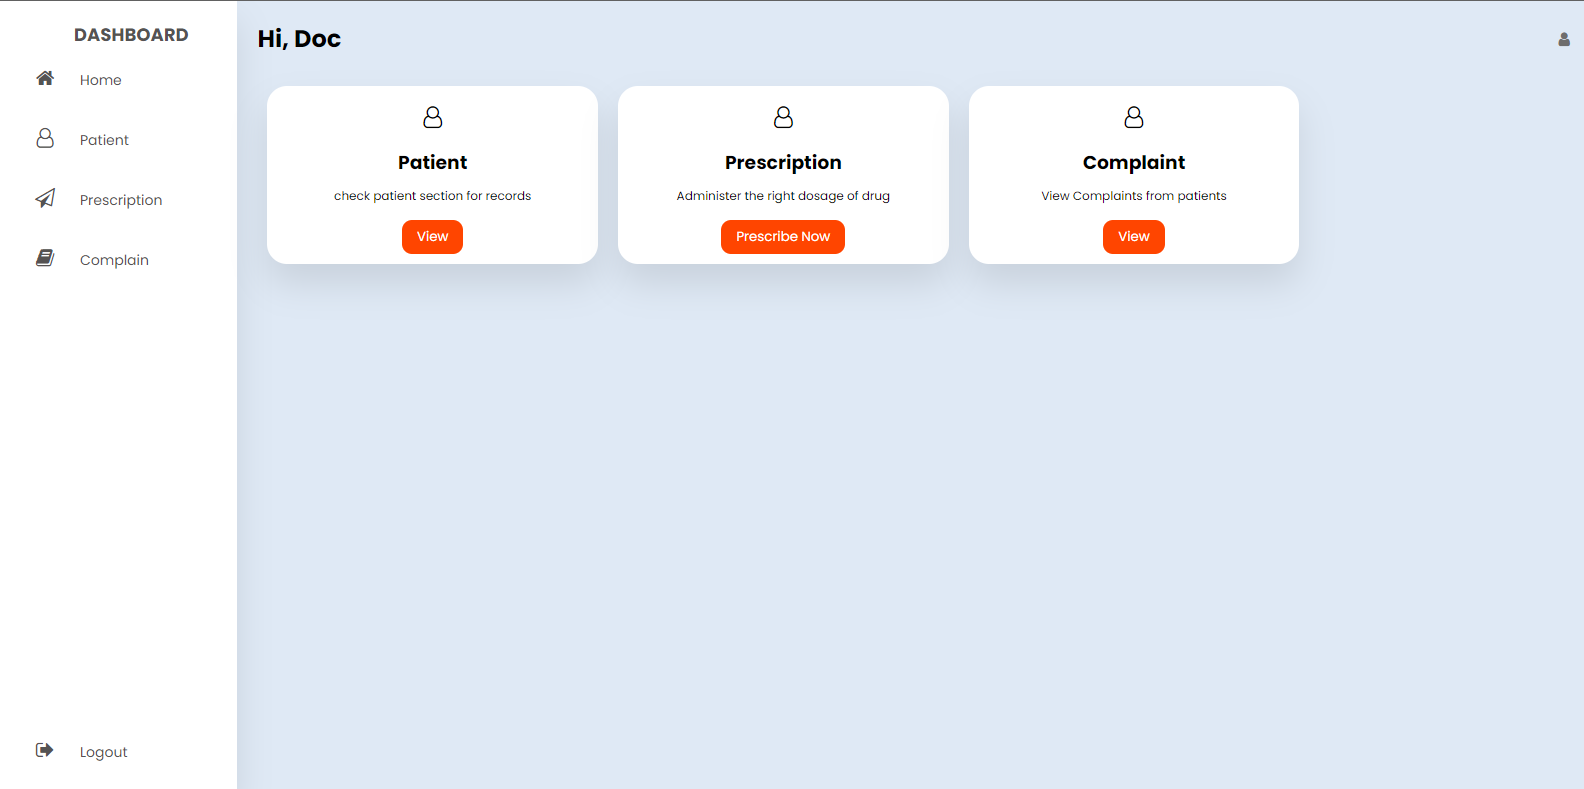 DASHBOARD
Home
Patient
Prescription
Complain
Logout
Hi, Doc
Patient
check patient section for records
View
Prescription
Administer the right dosage of drug
Prescribe Now
Complaint
View Complaints from patients
View